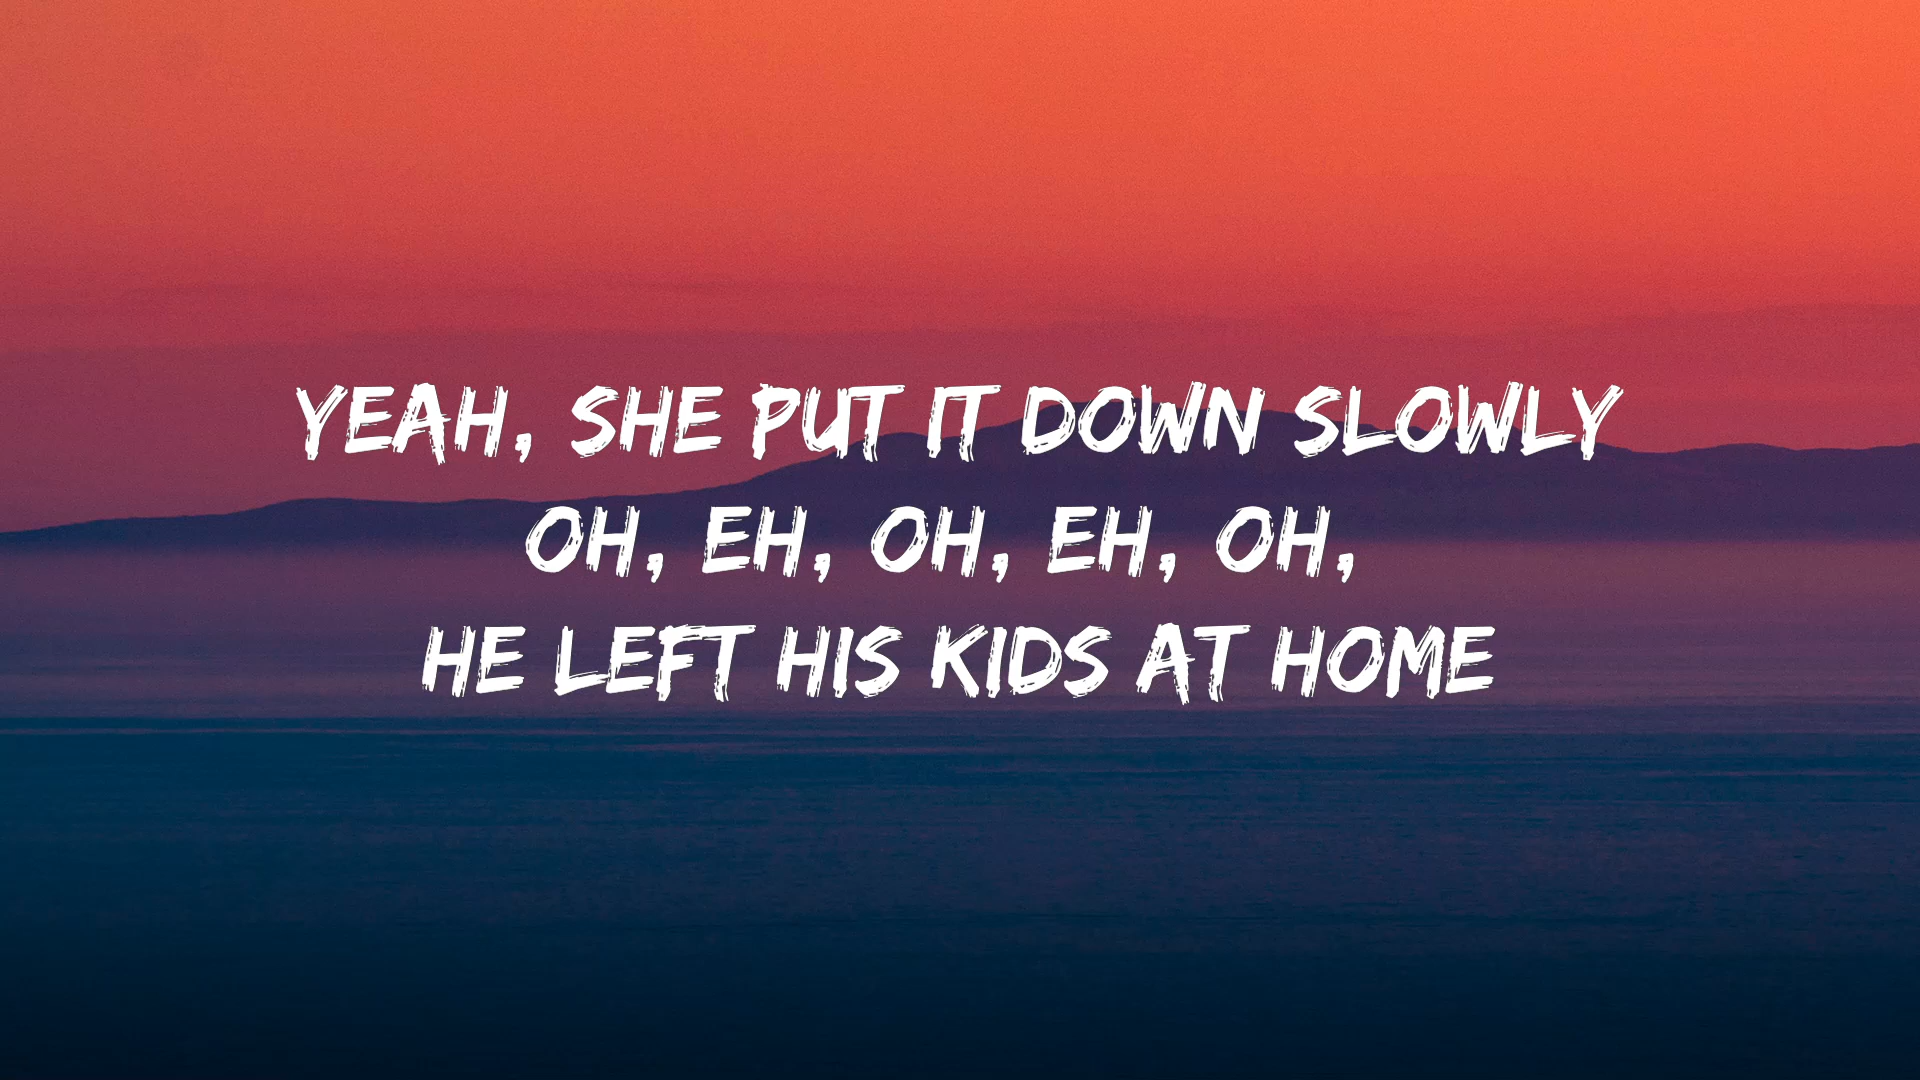 YEAH, SHE PUT IT DOWN SLOWLY
OH, EH, OH, EH, OH,
HE LEFT HIS KIDS AT HOME